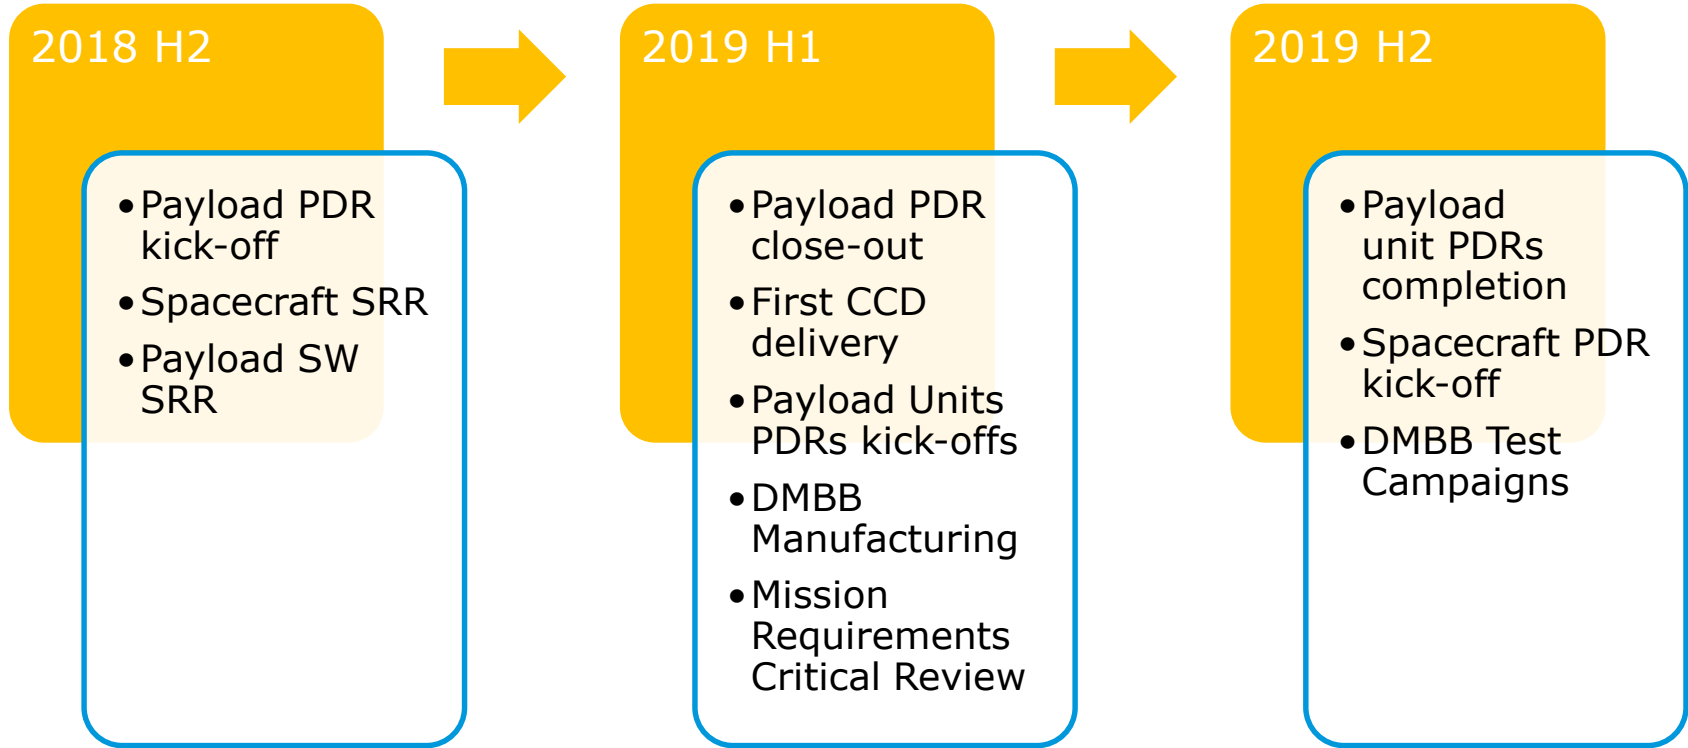 2018 H2
•Payload PDR
kick-off
•Spacecraft SRR
•Payload SW
SRR
2019 H1
•Payload PDR
close-out
•First CCD
delivery
•Payload Units
PDRs kick-offs
•DMBB
Manufacturing
•Mission
Requirements
Critical Review
2019 H2
•Payload
unit PDRs
completion
•Spacecraft PDR
kick-off
•DMBB Test
Campaigns